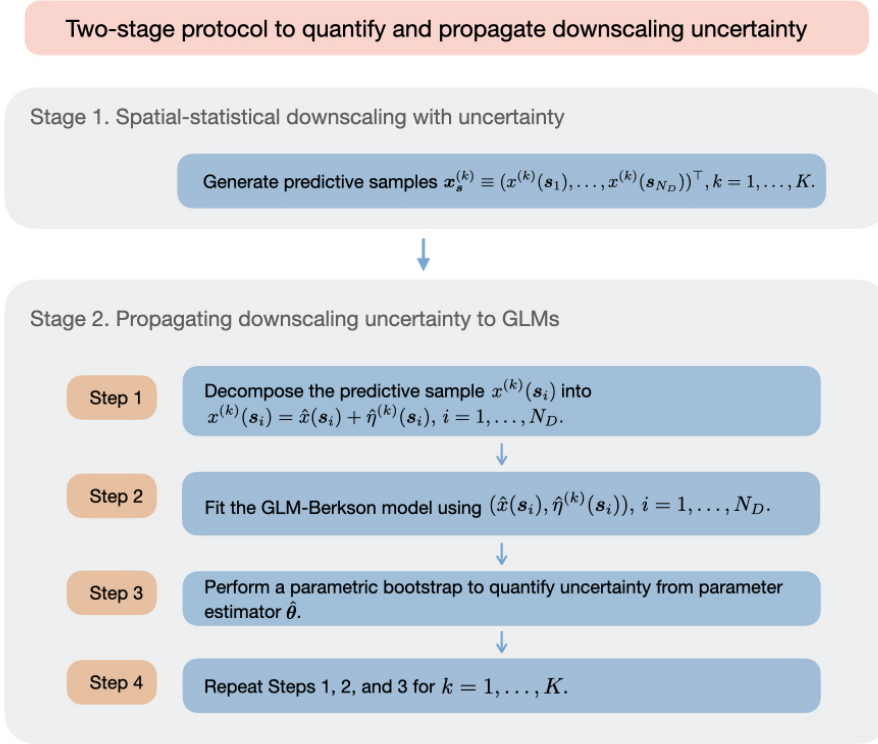 Two-stage protocol to quantify and propagate downscaling uncertainty
Stage 1. Spatial-statistical downscaling with uncertainty
Generate predictive samples 𝒙_𝒔^(k) ≡ (x^(k)(𝒔_1), . . . , x^(k)(𝒔_{N_D}))^⊤, k = 1, . . . , K.
Stage 2. Propagating downscaling uncertainty to GLMs
Step 1
Decompose the predictive sample x^(k)(𝒔_i) into
x^(k)(𝒔_i) = x̂(𝒔_i) + η̂^(k)(𝒔_i), i = 1, . . . , N_D.
Step 2
Fit the GLM-Berkson model using (x̂(𝒔_i), η̂^(k)(𝒔_i)), i = 1, . . . , N_D.
Step 3
Perform a parametric bootstrap to quantify uncertainty from parameter
estimator 𝜽̂.
Step 4
Repeat Steps 1, 2, and 3 for k = 1, . . . , K.